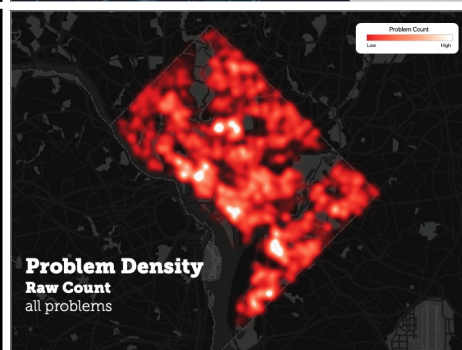 Problem Count
Low High
Problem Density
Raw Count
all problems